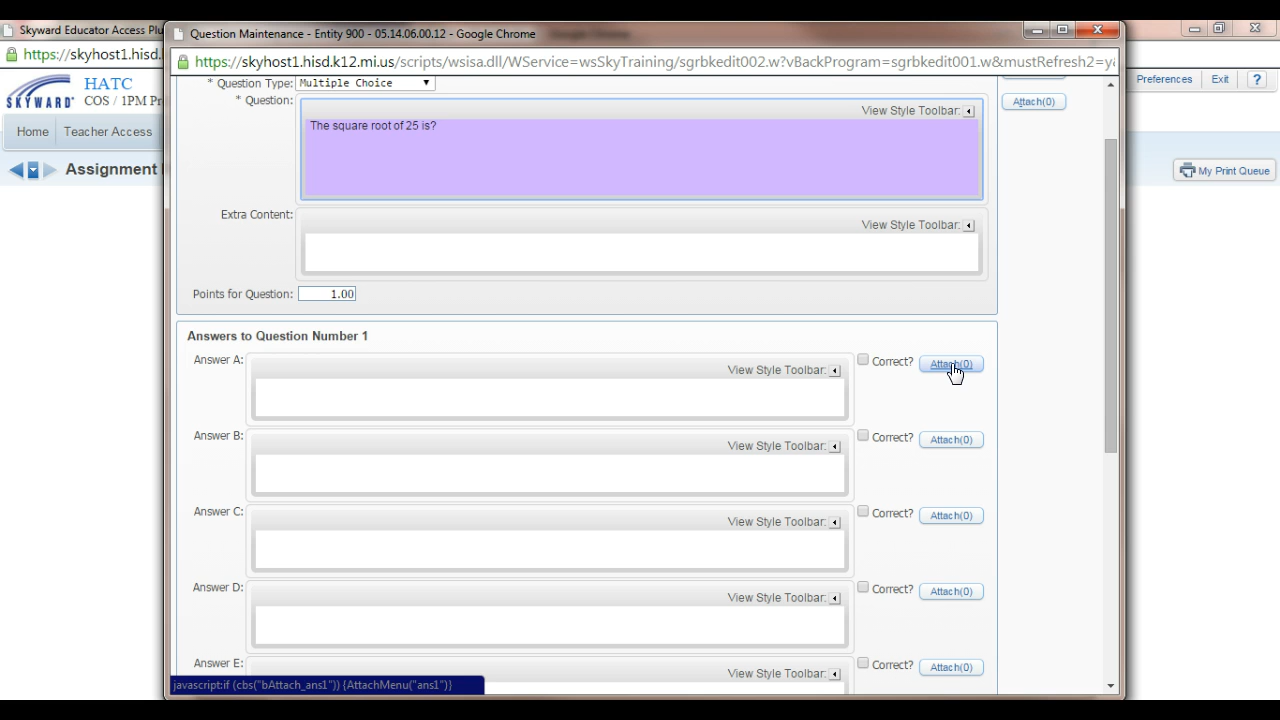 Skyward Educator Access Plu
Question Maintenance - Entity 900 - 05.14.06.00.12 - Google Chrome
https://skyhost1.hisd.
https://skyhost1.hisd.k12.mi.us/scripts/wsisa.dll/WService=wsSkyTraining/sgrbkedit002.w?vBackProgram=sgrbkedit001.w&mustRefresh2=y
SKYWARD
HATC
COS / 1PM Pr
Preferences
Exit
?
Home
Teacher Access
Assignment
My Print Queue
* Question Type: Multiple Choice
* Question:
Attach(0)
View Style Toolbar:
The square root of 25 is?
Extra Content:
View Style Toolbar:
Points for Question: 1.00
Answers to Question Number 1
Answer A:
View Style Toolbar:
Correct?
Attach(0)
Answer B:
View Style Toolbar:
Correct?
Attach(0)
Answer C:
View Style Toolbar:
Correct?
Attach(0)
Answer D:
View Style Toolbar:
Correct?
Attach(0)
Answer E:
View Style Toolbar:
Correct?
Attach(0)
javascript:if (cbs("bAttach_ans1")) {AttachMenu("ans1")}